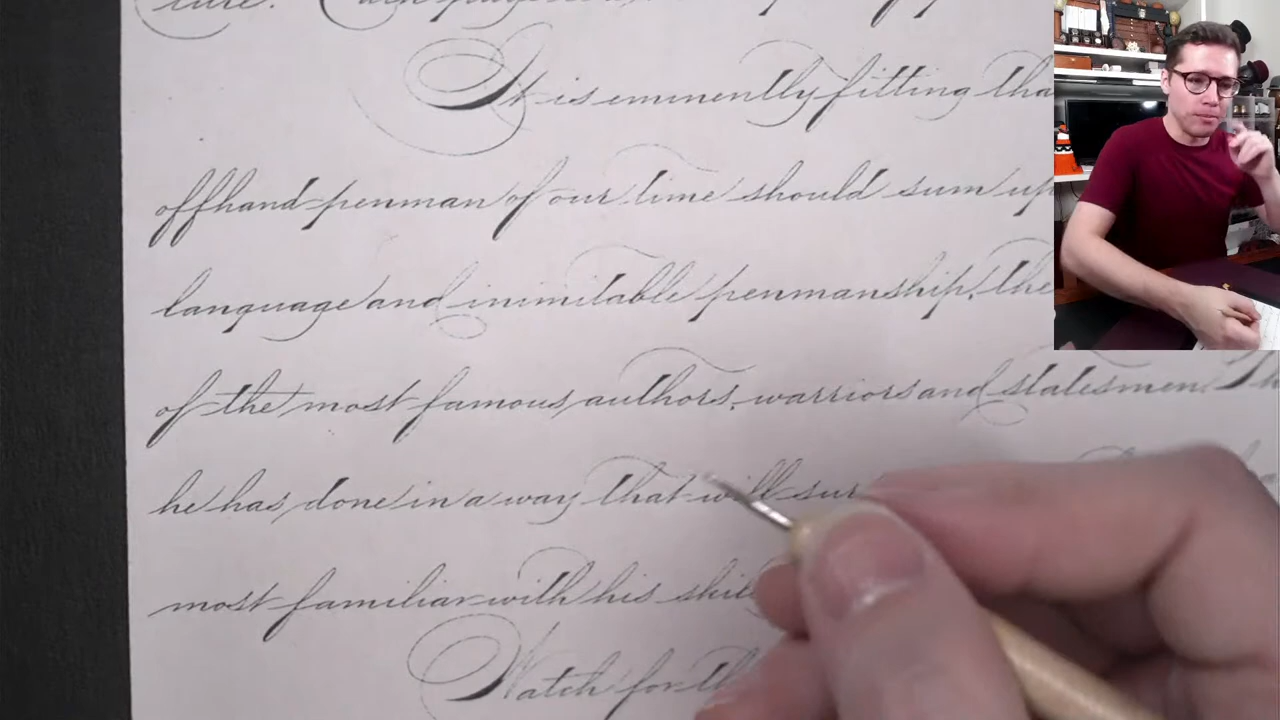 It is eminently fitting tha
offhand penman of our time should sum up
language and inimitable penmanship, the
of the most famous authors, warriors and statesmen.
he has done in a way that will sur
most familiar with his skil
Watch for th